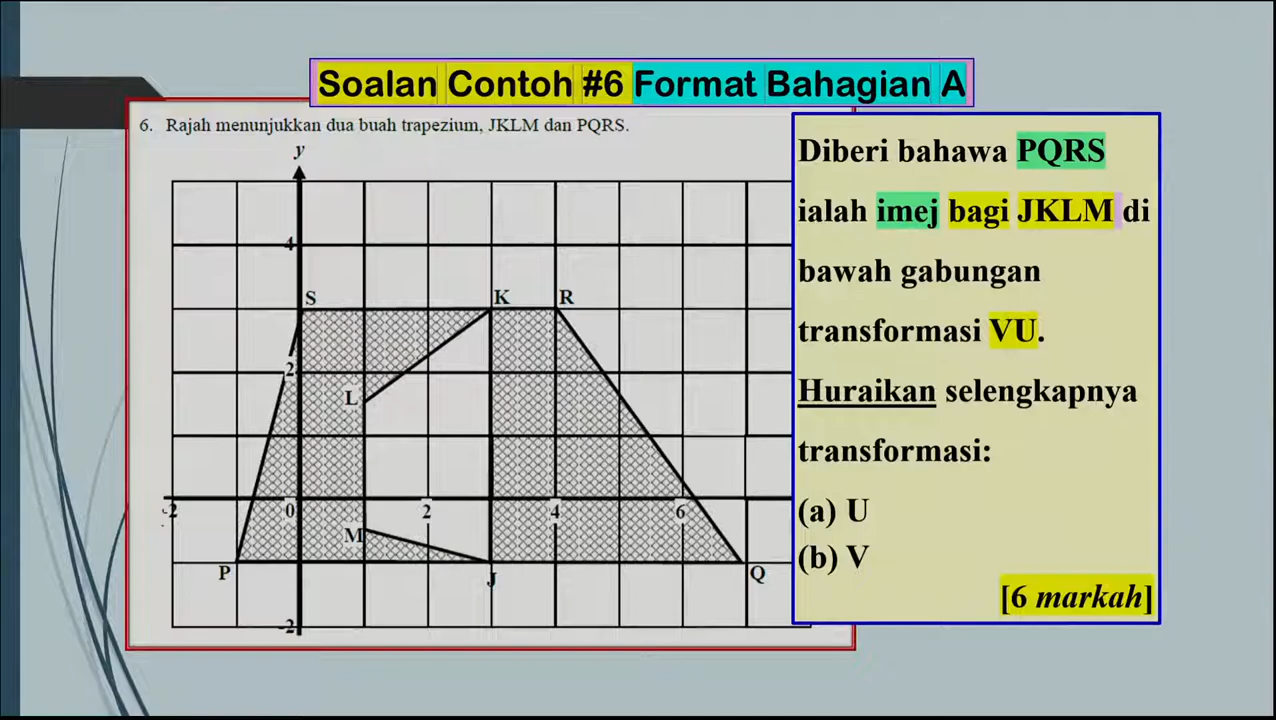 Soalan Contoh #6 Format Bahagian A
6. Rajah menunjukkan dua buah trapezium, JKLM dan PQRS.
y
4
S K R
2
L
-2 0 2 4 6
M
P J Q
-2
Diberi bahawa PQRS
ialah imej bagi JKLM di
bawah gabungan
transformasi VU.
Huraikan selengkapnya
transformasi:
(a) U
(b) V
[6 markah]